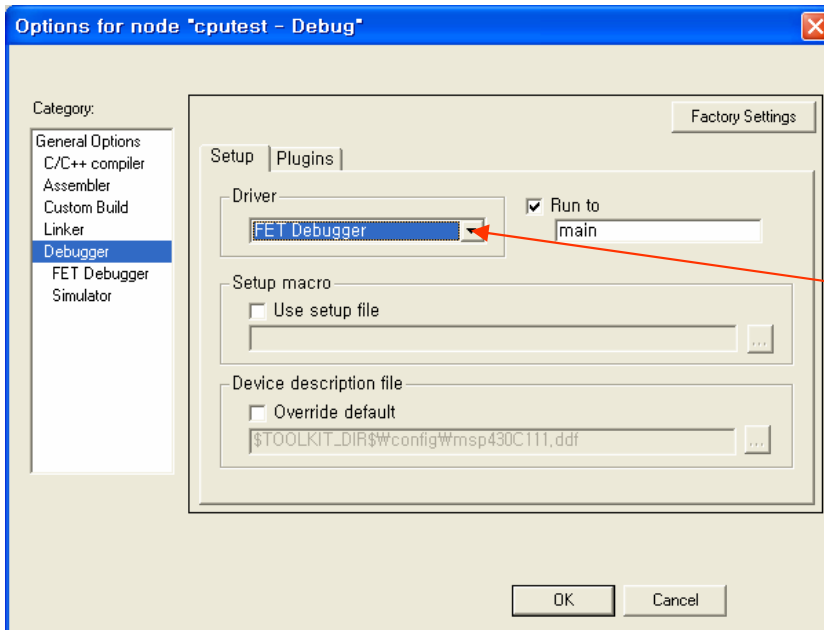 Options for node "cputest - Debug"
Category:
Factory Settings
General Options
C/C++ compiler
Assembler
Custom Build
Linker
Debugger
FET Debugger
Simulator
Setup
Plugins
Driver
FET Debugger
Run to
main
Setup macro
Use setup file
...
Device description file
Override default
$TOOLKIT_DIR$₩config₩msp430C111.ddf
...
OK
Cancel